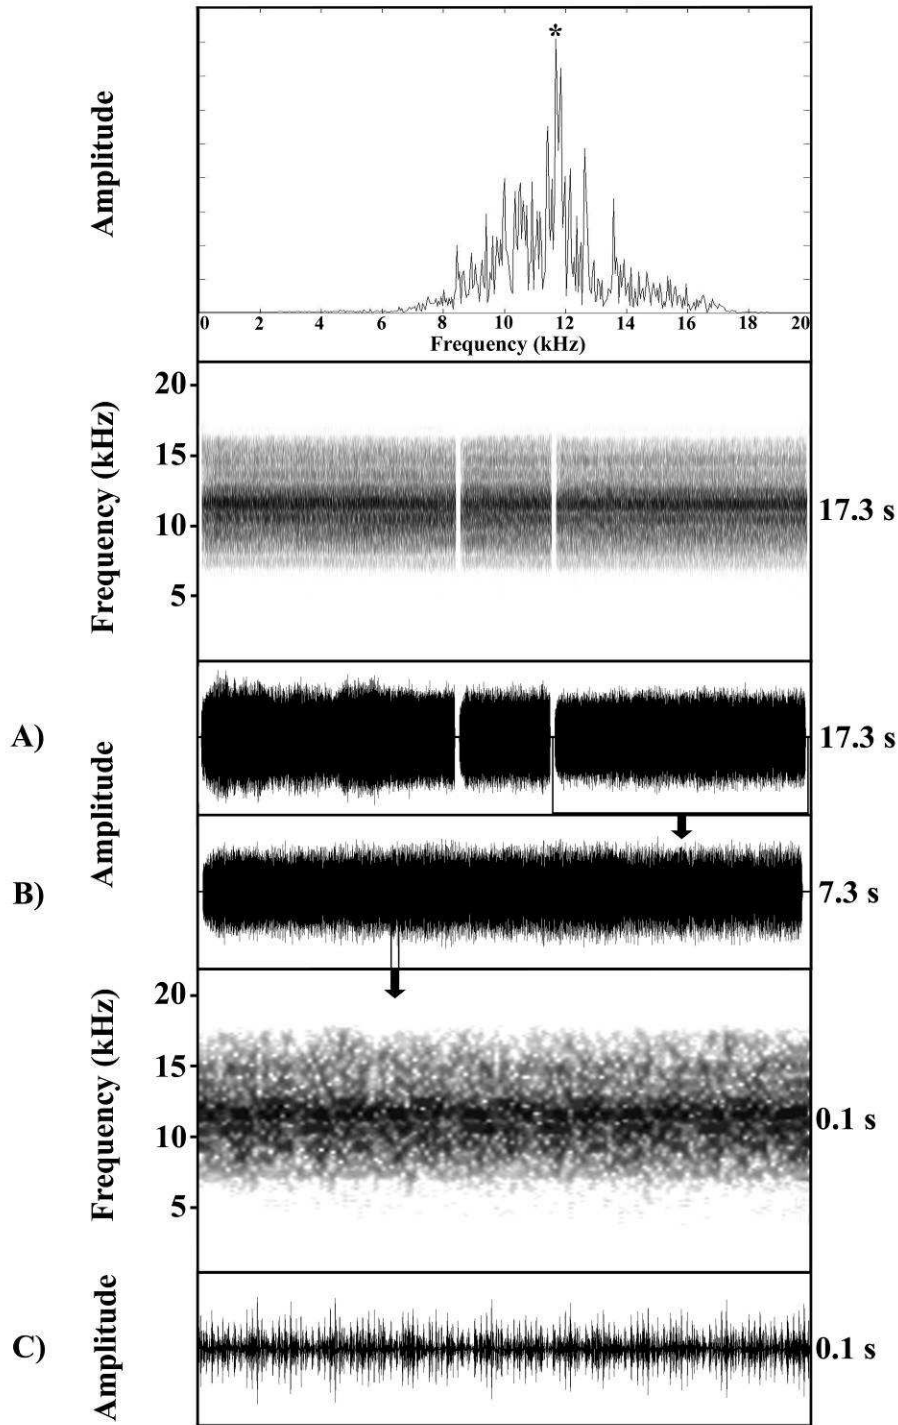 *
Amplitude
0 2 4 6 8 10 12 14 16 18 20
Frequency (kHz)
20
15
10
5
Frequency (kHz)
17.3 s
A)
17.3 s
Amplitude
B)
7.3 s
20
15
10
5
Frequency (kHz)
0.1 s
C)
Amplitude
0.1 s